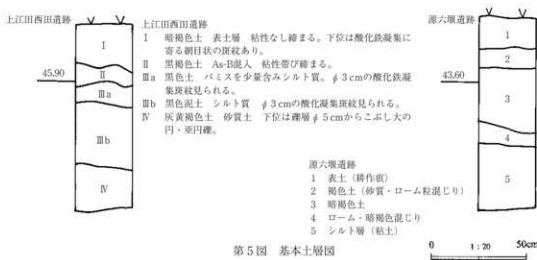 上江田西田遺跡
Ⅰ
Ⅱ
Ⅲa
Ⅲb
Ⅳ
45.90
上江田西田遺跡
Ⅰ 暗褐色土 表土層 粘性なし締まる。下位は酸化鉄凝集に
寄る網目状の斑紋あり。
Ⅱ 黒褐色土 As-B混入 粘性帯び締まる。
Ⅲa 黒色土 パミスを少量含みシルト質。φ3cmの酸化鉄凝
集斑紋見られる。
Ⅲb 黒色泥土 シルト質 φ3cmの酸化凝集斑紋見られる。
Ⅳ 灰黄褐色土 砂質土 下位は礫層φ5cmからこぶし大の
円・亜円礫。
源六堰遺跡
1
2
3
4
5
43.60
源六堰遺跡
1 表土(耕作痕)
2 褐色土(砂質・ローム粒混じり)
3 暗褐色土
4 ローム・暗褐色混じり
5 シルト層(粘土)
第5図 基本土層図
0 1:20 50cm